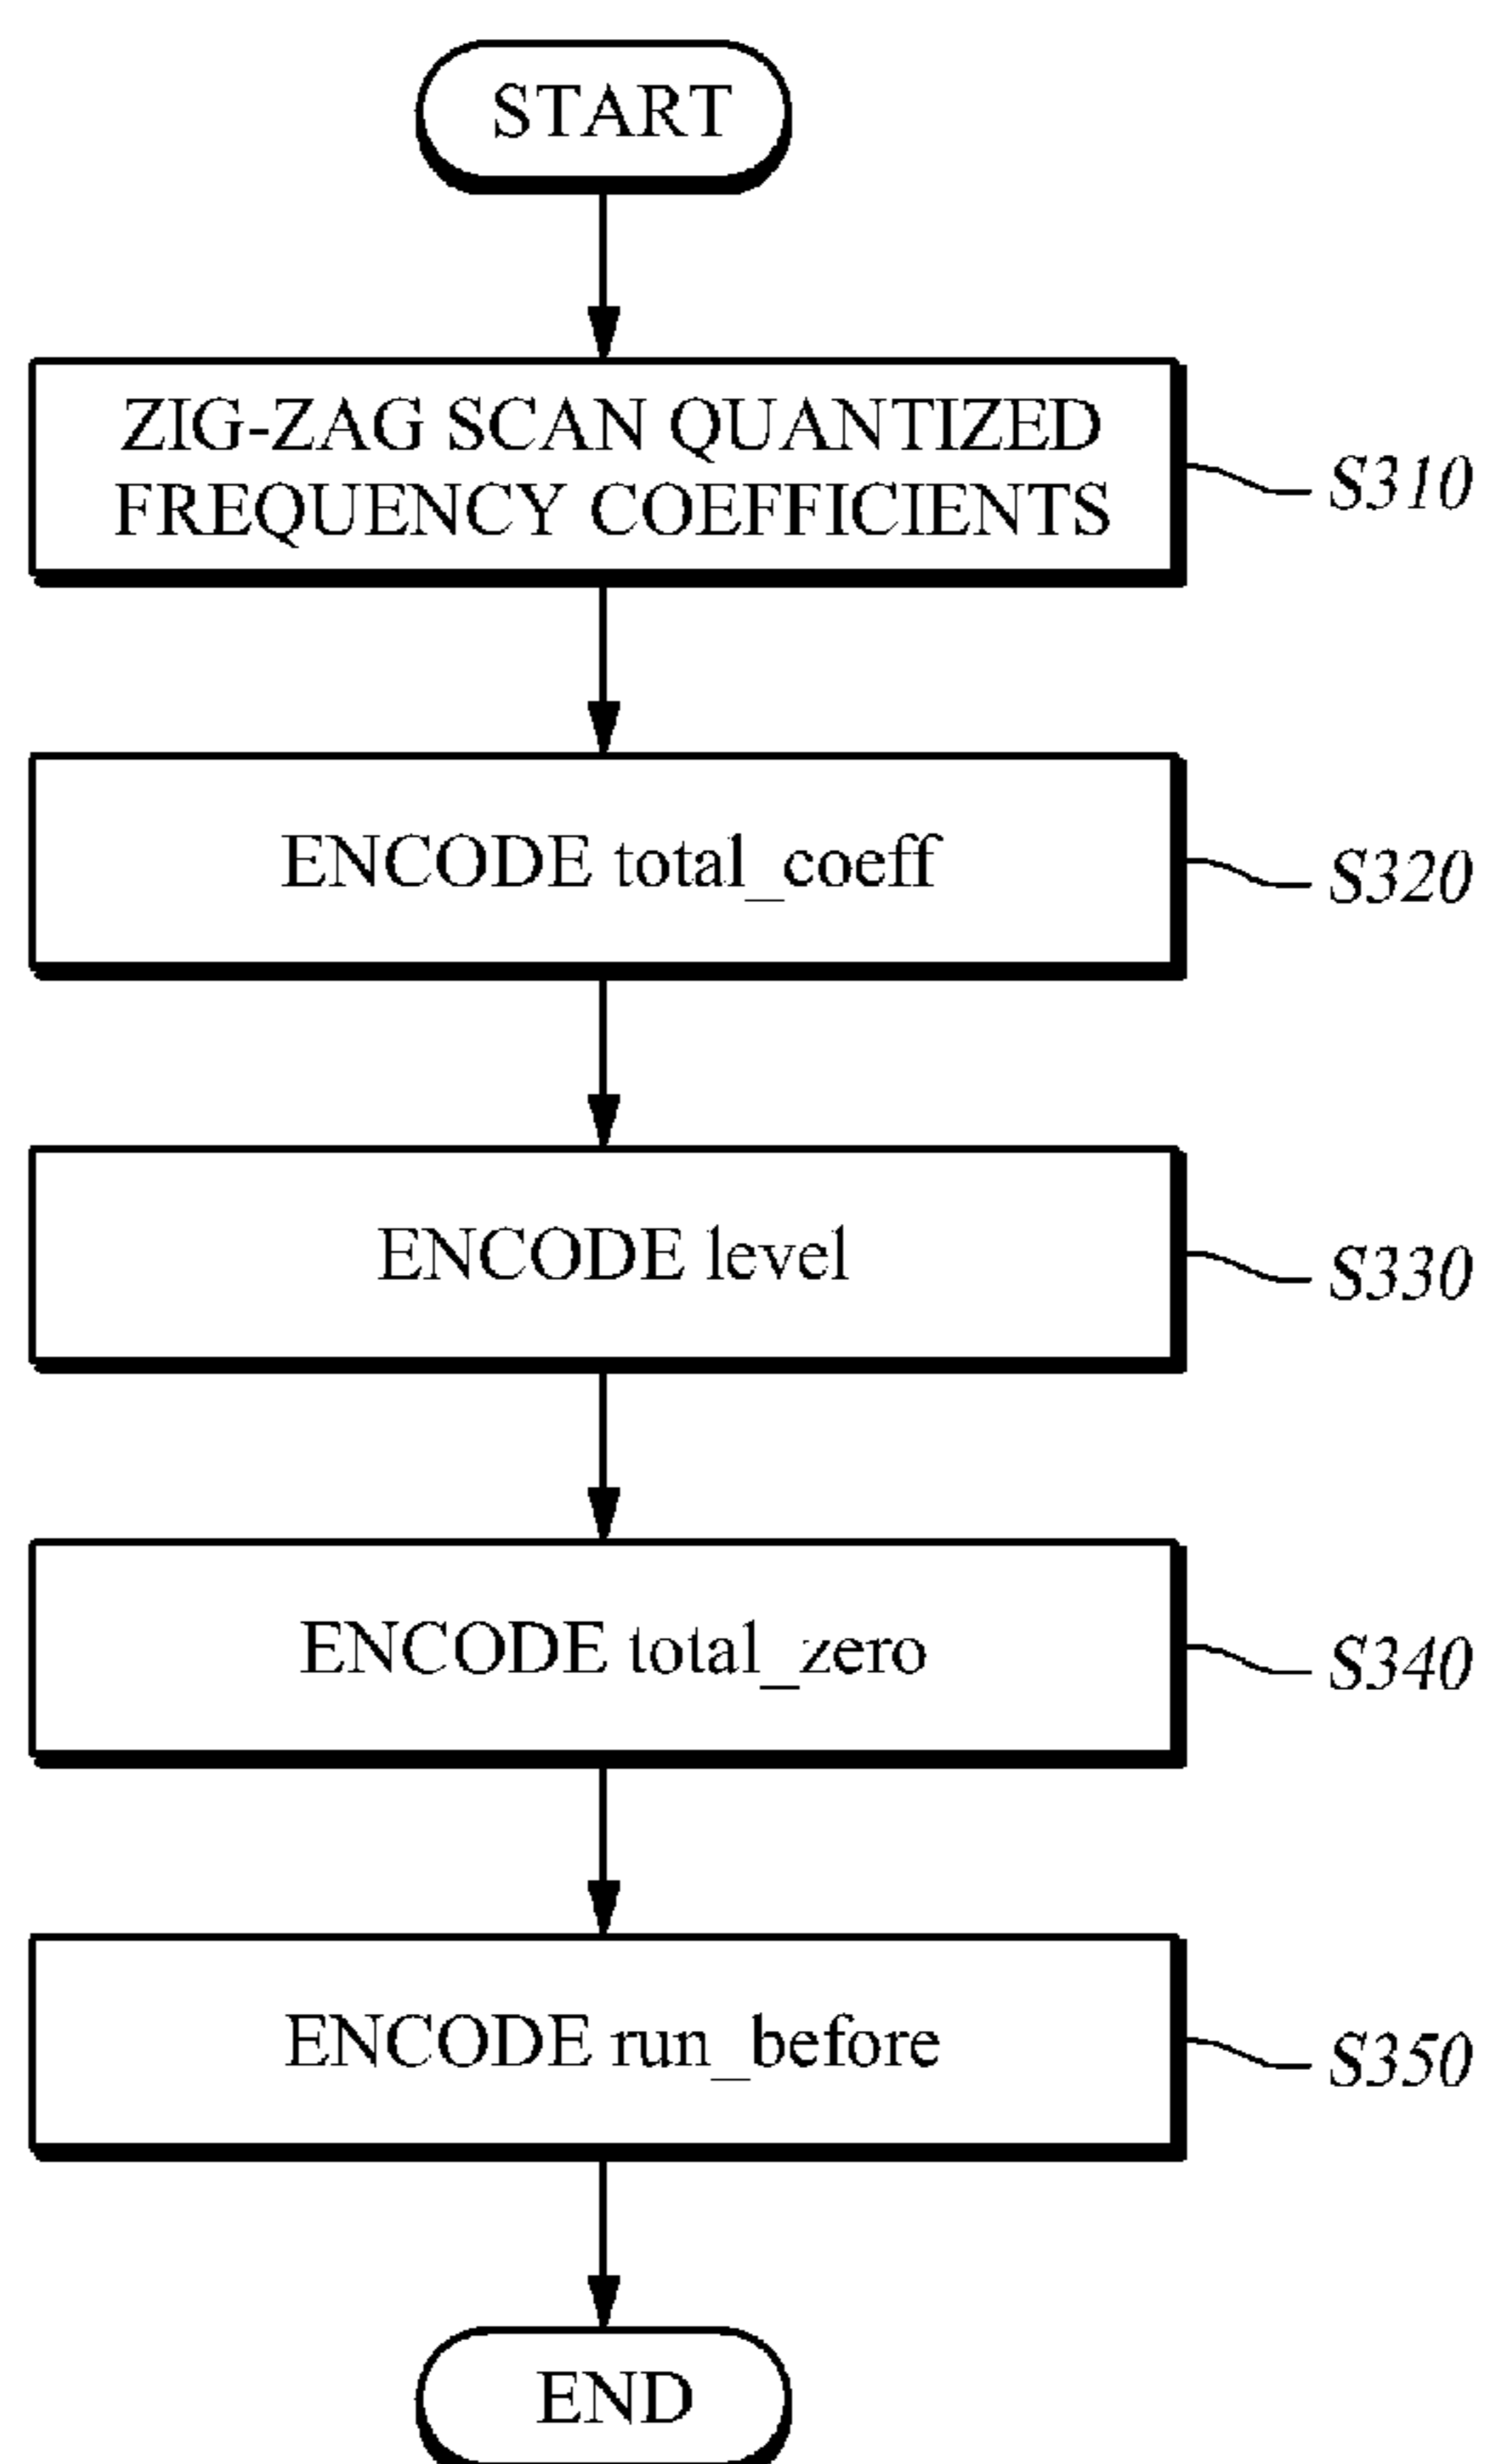 START
ZIG-ZAG SCAN QUANTIZED
FREQUENCY COEFFICIENTS
S310
ENCODE total_coeff
S320
ENCODE level
S330
ENCODE total_zero
S340
ENCODE run_before
S350
END